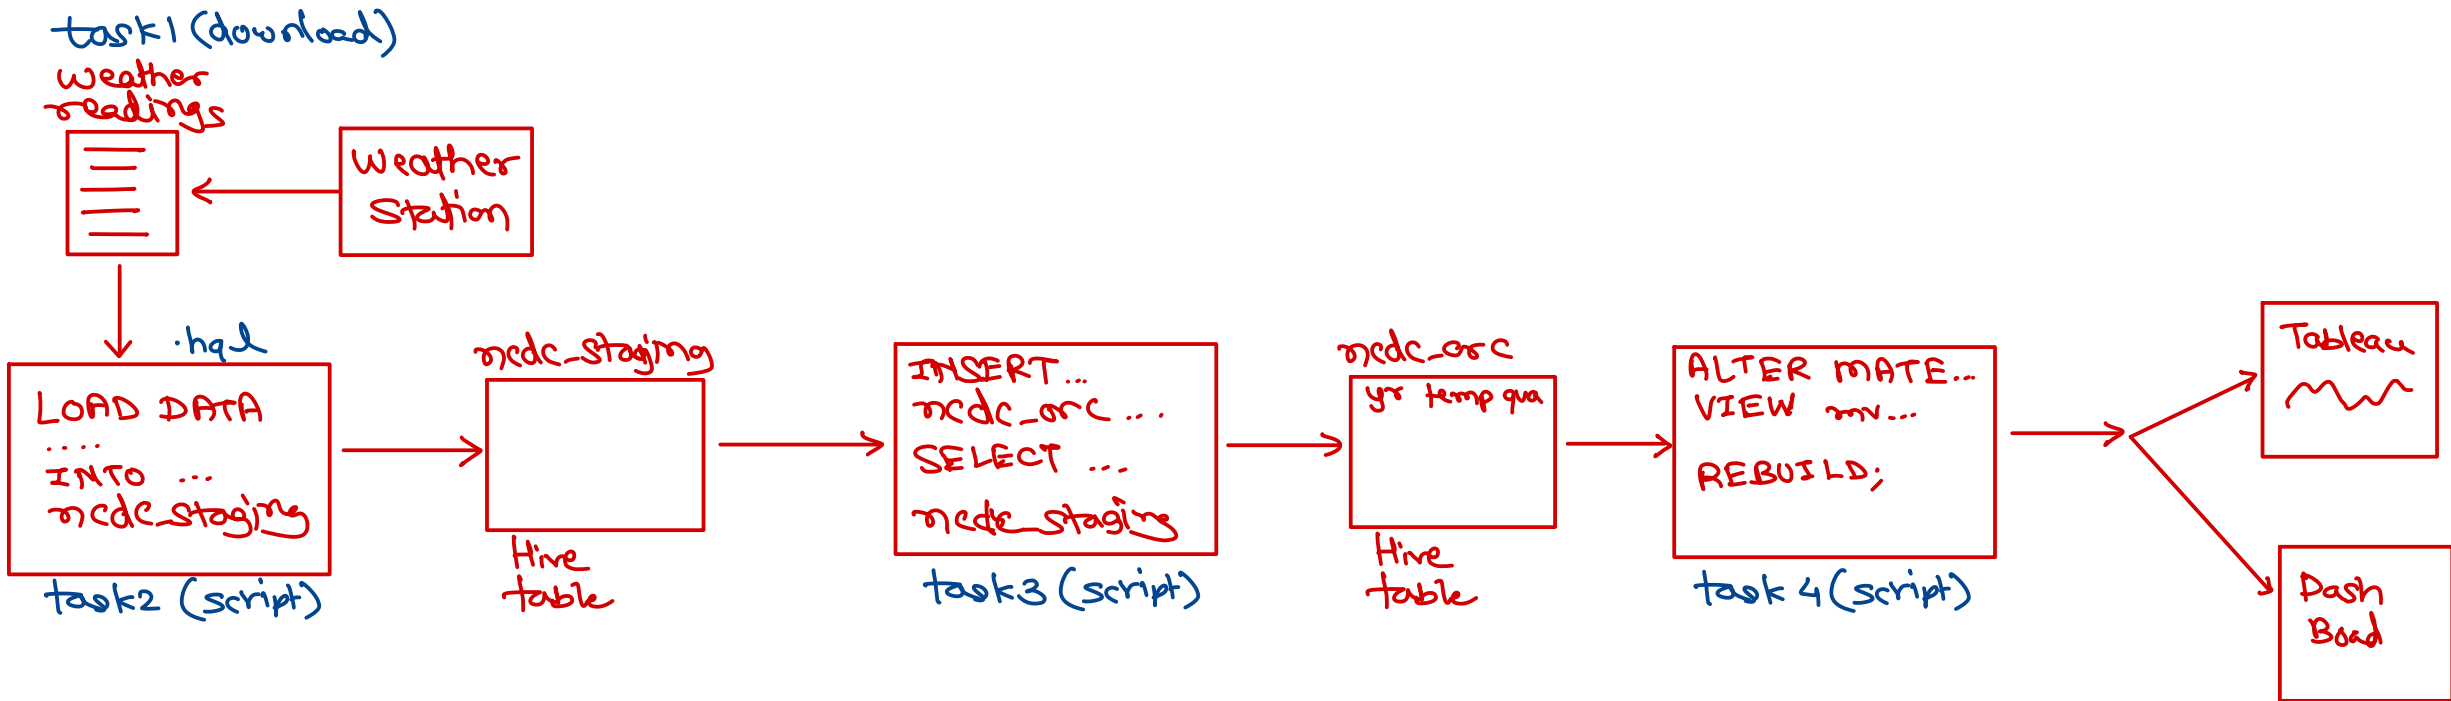 task1 (download)
weather
readings
Weather
Station
.hql
LOAD DATA
.....
INTO ...
ncdc_staging
task2 (script)
ncdc_staging
Hive
table
INSERT...
ncdc_orc ...
SELECT ...
ncdc_staging
task3 (script)
ncdc_orc
yr temp qua
Hive
table
ALTER MATE...
VIEW mv...
REBUILD;
task 4 (script)
Tableau
Dash
Boad